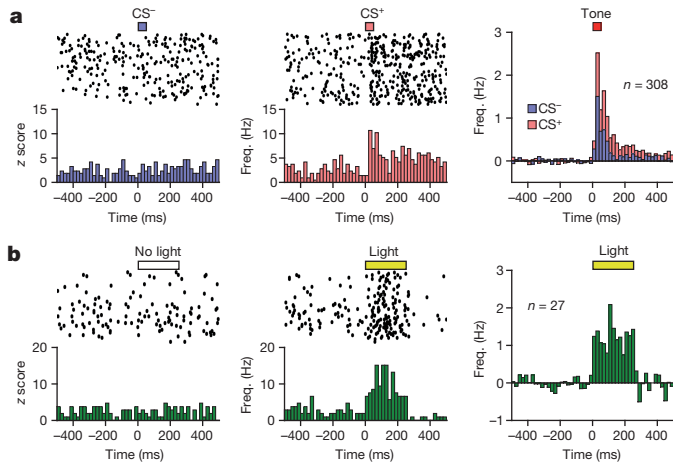 a
CS⁻
CS⁺
Tone
15
10
5
0
z score
−400 −200 0 200 400
Time (ms)
15
10
5
0
Freq. (Hz)
−400 −200 0 200 400
Time (ms)
3
2
1
0
Freq. (Hz)
n = 308
CS⁻
CS⁺
−400 −200 0 200 400
Time (ms)
b
No light
Light
Light
20
10
0
z score
−400 −200 0 200 400
Time (ms)
20
10
0
Freq. (Hz)
−400 −200 0 200 400
Time (ms)
3
2
1
0
−1
Freq. (Hz)
n = 27
−400 −200 0 200 400
Time (ms)